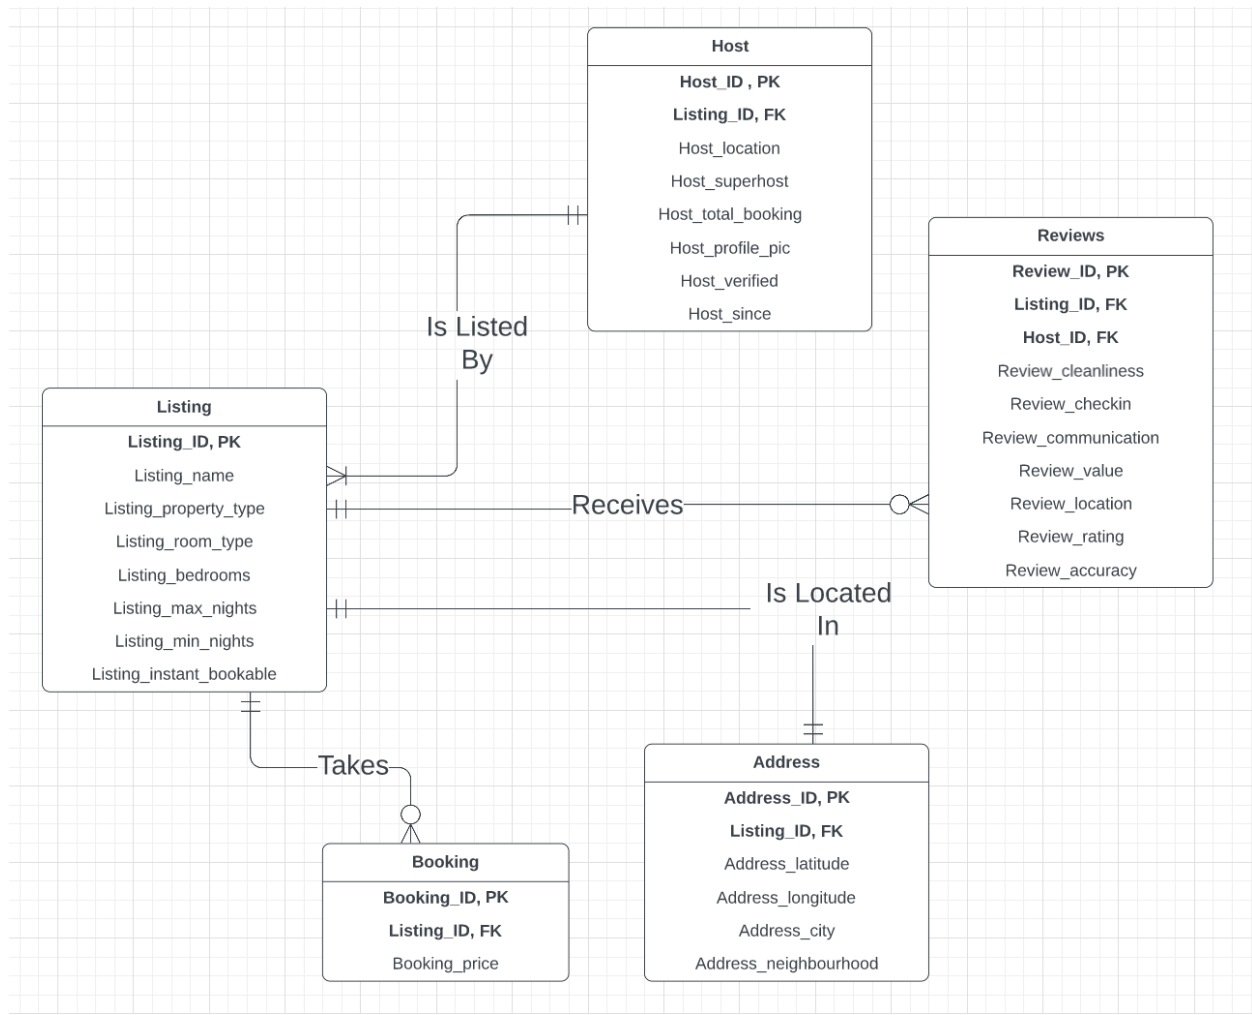 Host
Host_ID , PK
Listing_ID, FK
Host_location
Host_superhost
Host_total_booking
Host_profile_pic
Host_verified
Host_since
Reviews
Review_ID, PK
Listing_ID, FK
Host_ID, FK
Review_cleanliness
Review_checkin
Review_communication
Review_value
Review_location
Review_rating
Review_accuracy
Is Listed
By
Listing
Listing_ID, PK
Listing_name
Listing_property_type
Listing_room_type
Listing_bedrooms
Listing_max_nights
Listing_min_nights
Listing_instant_bookable
Receives
Is Located
In
Takes
Address
Address_ID, PK
Listing_ID, FK
Address_latitude
Address_longitude
Address_city
Address_neighbourhood
Booking
Booking_ID, PK
Listing_ID, FK
Booking_price